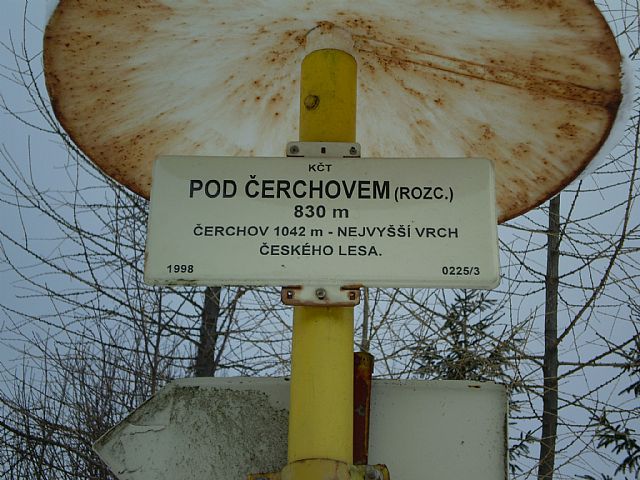 KČT
POD ČERCHOVEM (ROZC.)
830 m
ČERCHOV 1042 m - NEJVYŠŠÍ VRCH
ČESKÉHO LESA.
1998 0225/3